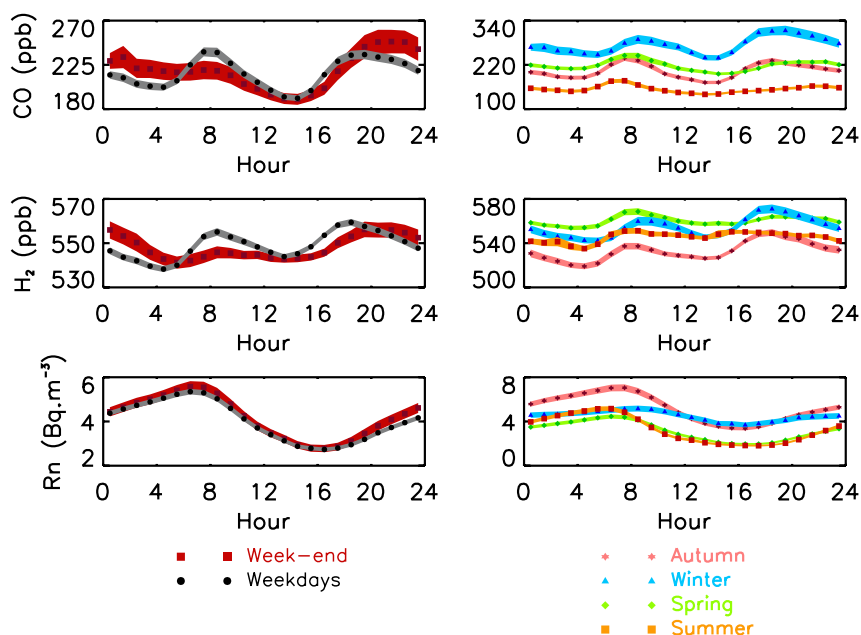 270 340
CO (ppb) 225 220
180 100
0 4 8 12 16 20 24 0 4 8 12 16 20 24
Hour Hour
570 580
H₂ (ppb) 550 540
530 500
0 4 8 12 16 20 24 0 4 8 12 16 20 24
Hour Hour
6 8
Rn (Bq.m⁻³) 4 4
2 0
0 4 8 12 16 20 24 0 4 8 12 16 20 24
Hour Hour
Week-end Autumn
Weekdays Winter
Spring
Summer